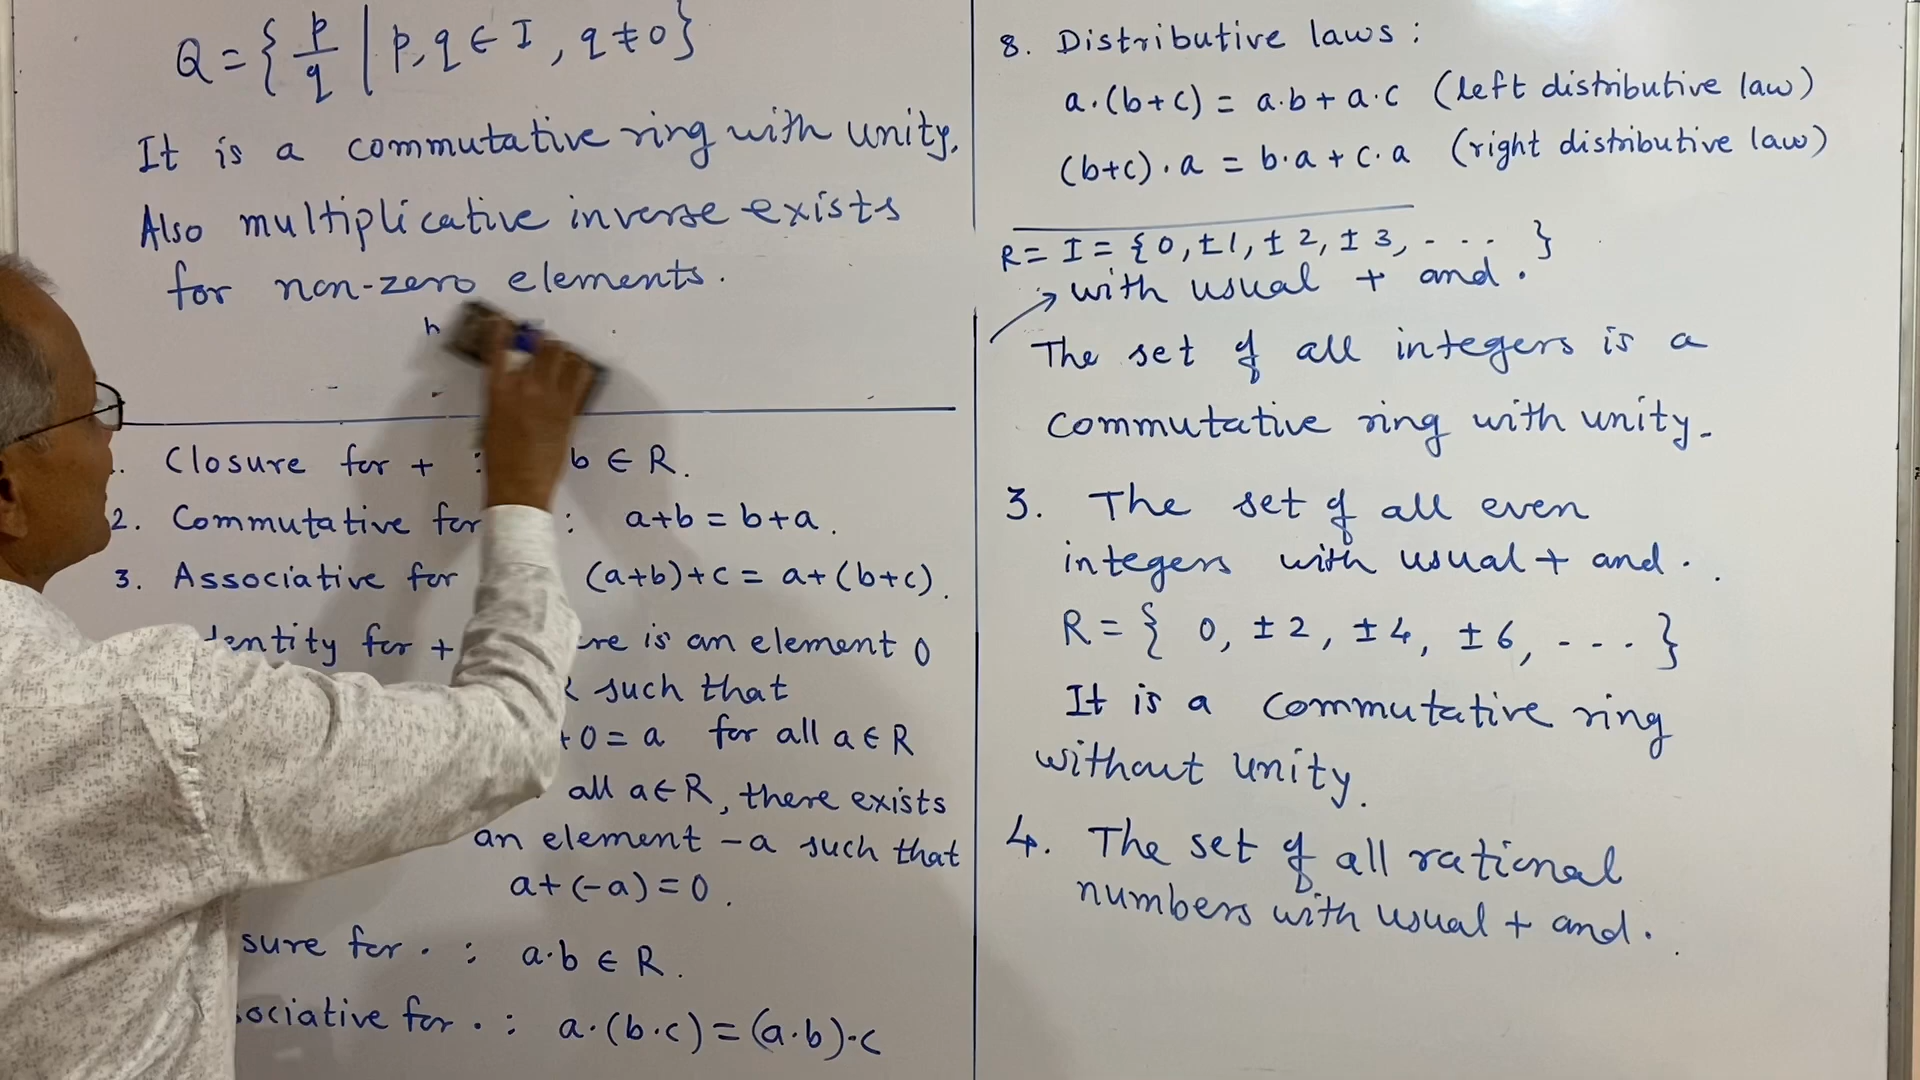 Q = { p/q | p, q ∈ I, q ≠ 0 }
It is a commutative ring with unity.
Also multiplicative inverse exists
for non-zero elements.
1. Closure for + : b ∈ R.
2. Commutative for : a+b = b+a.
3. Associative for (a+b)+c = a+(b+c).
for + is an element 0
such that
+0 = a for all a ∈ R
all a ∈ R, there exists
an element -a such that
a+(-a) = 0.
for · : a·b ∈ R.
for · : a·(b·c) = (a·b)·c
8. Distributive laws :
a·(b+c) = a·b + a·c (left distributive law)
(b+c)·a = b·a + c·a (right distributive law)
R = I = { 0, ±1, ±2, ±3, - - - - }
with usual + and ·
The set of all integers is a
commutative ring with unity.
3. The set of all even
integers with usual + and · .
R = { 0, ±2, ±4, ±6, - - - - }
It is a commutative ring
without unity.
4. The set of all rational
numbers with usual + and · .